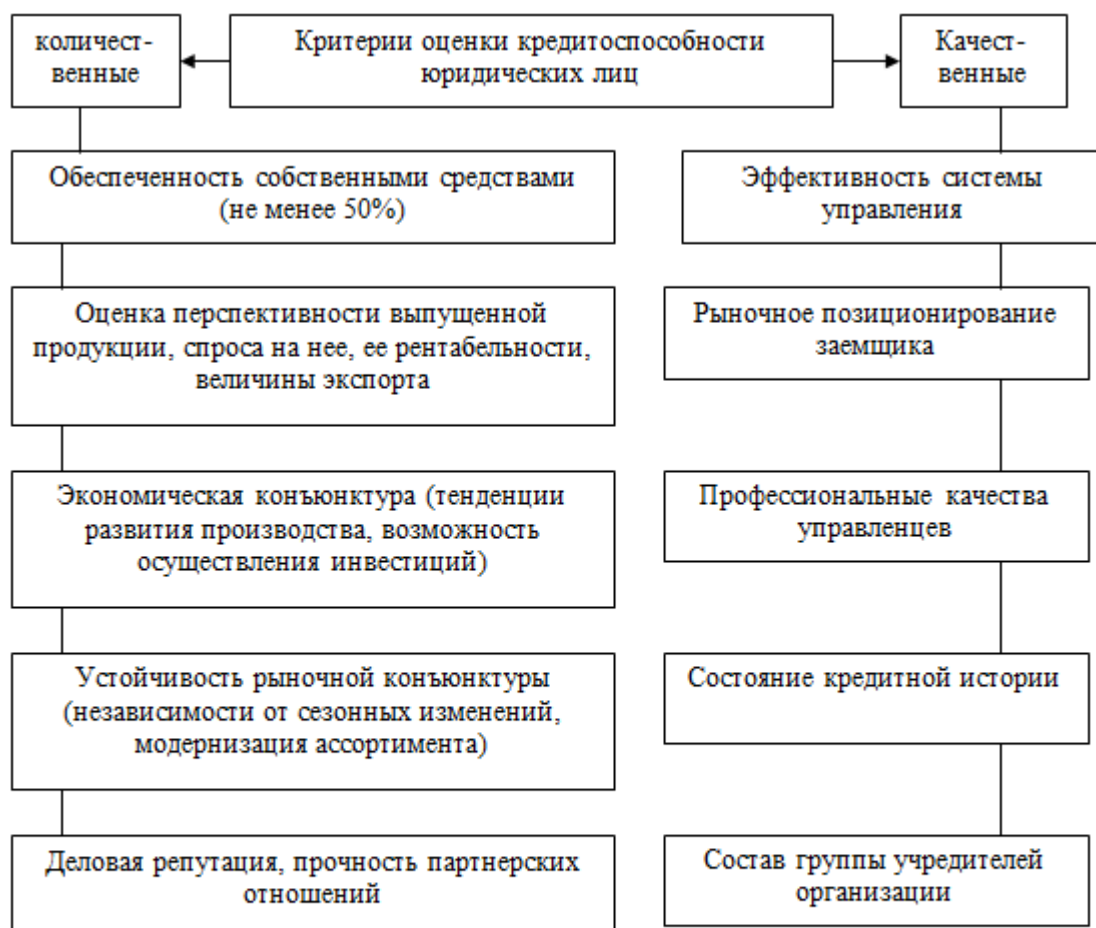 количест-
венные
Критерии оценки кредитоспособности
юридических лиц
Качест-
венные
Обеспеченность собственными средствами
(не менее 50%)
Эффективность системы
управления
Оценка перспективности выпущенной
продукции, спроса на нее, ее рентабельности,
величины экспорта
Рыночное позиционирование
заемщика
Экономическая конъюнктура (тенденции
развития производства, возможность
осуществления инвестиций)
Профессиональные качества
управленцев
Устойчивость рыночной конъюнктуры
(независимости от сезонных изменений,
модернизация ассортимента)
Состояние кредитной истории
Деловая репутация, прочность партнерских
отношений
Состав группы учредителей
организации